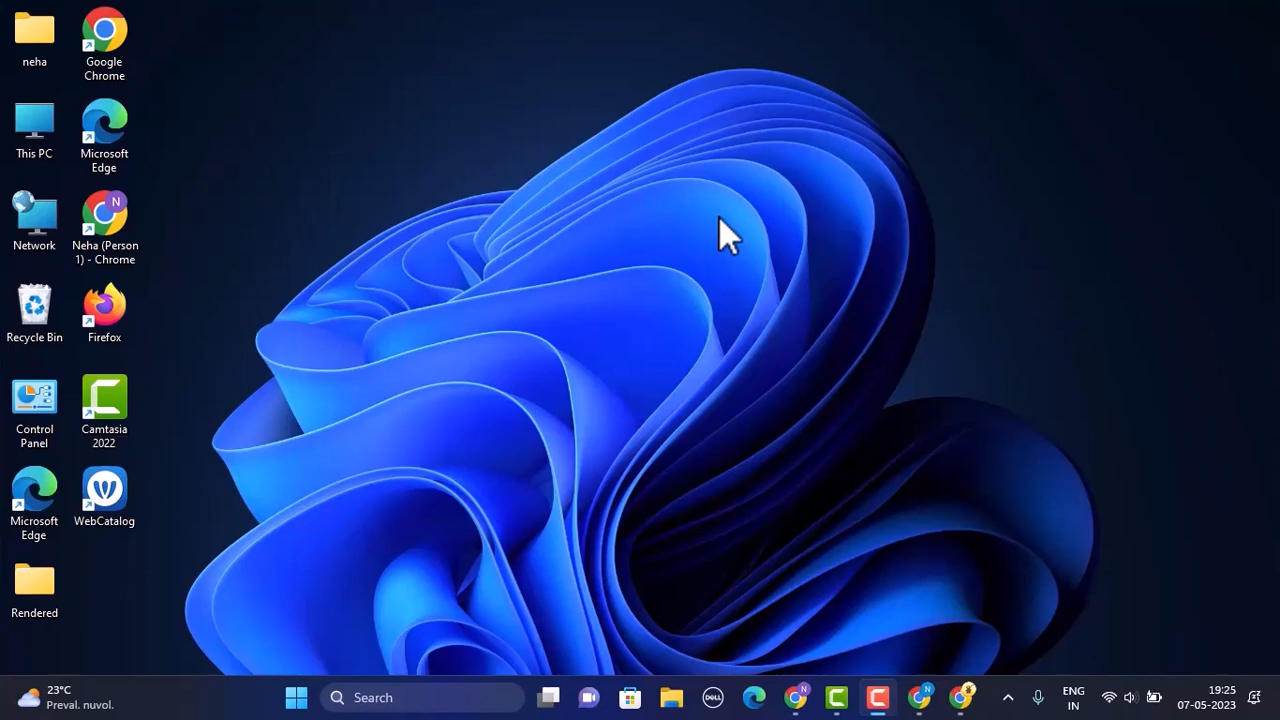 neha
Google
Chrome
This PC
Microsoft
Edge
Network
Neha (Person
1) - Chrome
N
Recycle Bin
Firefox
Control
Panel
Camtasia
2022
Microsoft
Edge
WebCatalog
Rendered
23°C
Preval. nuvol.
Search
DELL
N
N
ENG
IN
19:25
07-05-2023